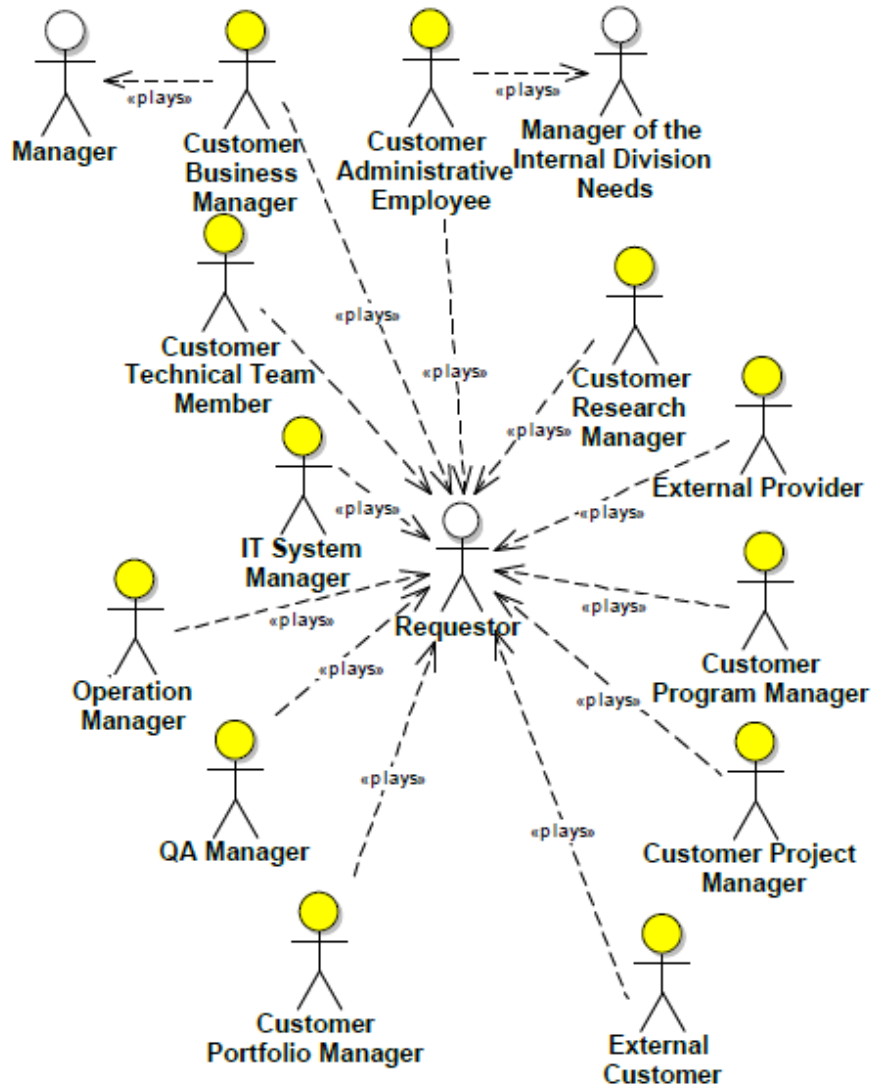 «plays»
«plays»
Manager
Customer
Business
Manager
Customer
Administrative
Employee
Manager of the
Internal Division
Needs
«plays»
Customer
Technical Team
Member
«plays»
Customer
Research
Manager
«plays»
External Provider
«plays»
IT System
Manager
«plays»
Requestor
«plays»
«plays»
Operation
Manager
Customer
Program Manager
«plays»
«plays»
«plays»
«plays»
QA Manager
Customer Project
Manager
Customer
Portfolio Manager
External
Customer